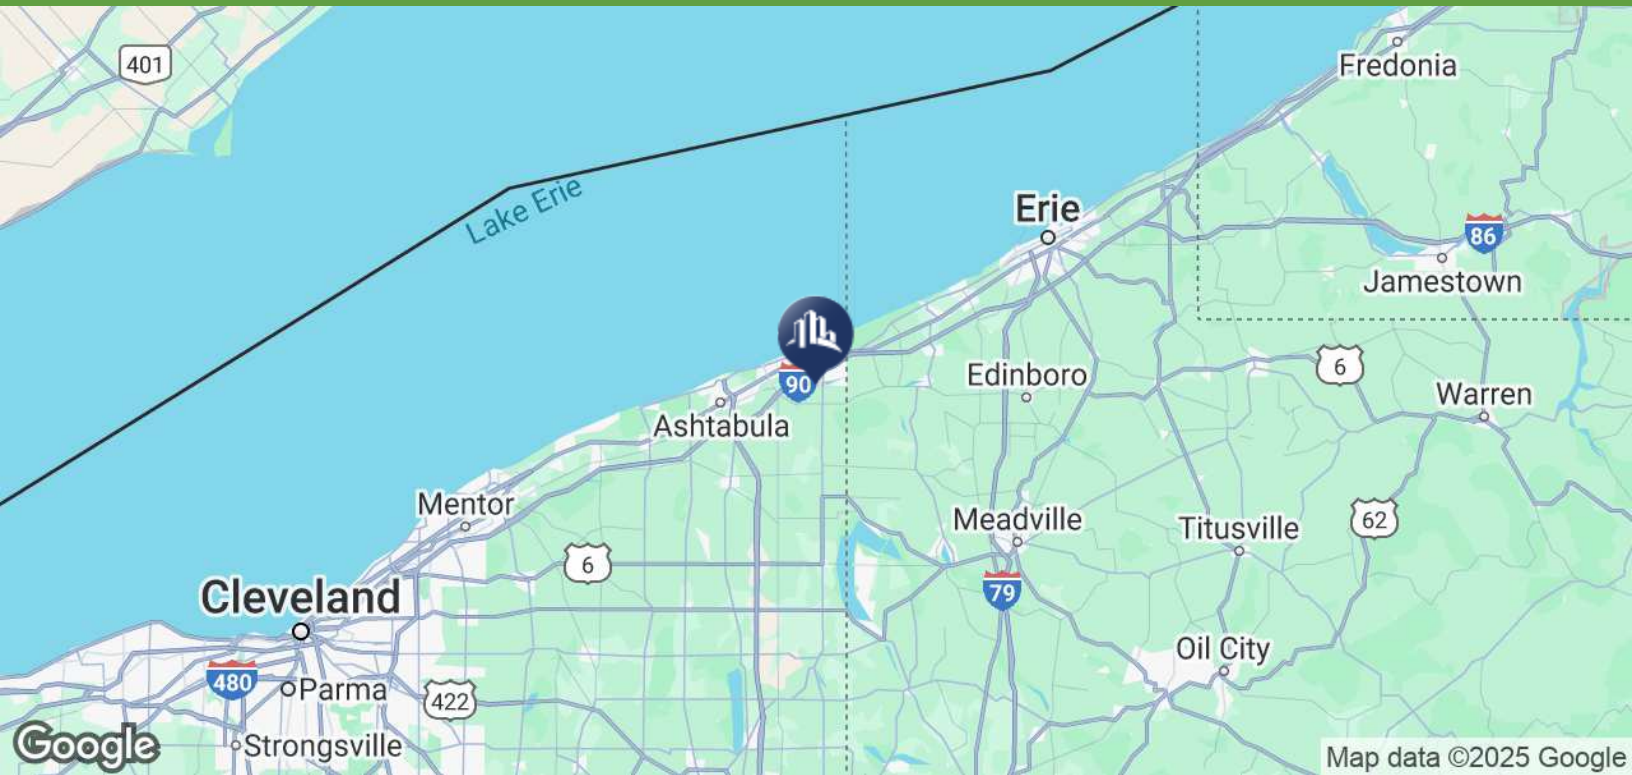 401
Fredonia
Lake Erie
Erie
86
Jamestown
6
Edinboro
Warren
90
Ashtabula
Mentor
Meadville
Titusville
62
6
79
Cleveland
Oil City
480
Parma
422
Google
Strongsville
Map data ©2025 Google